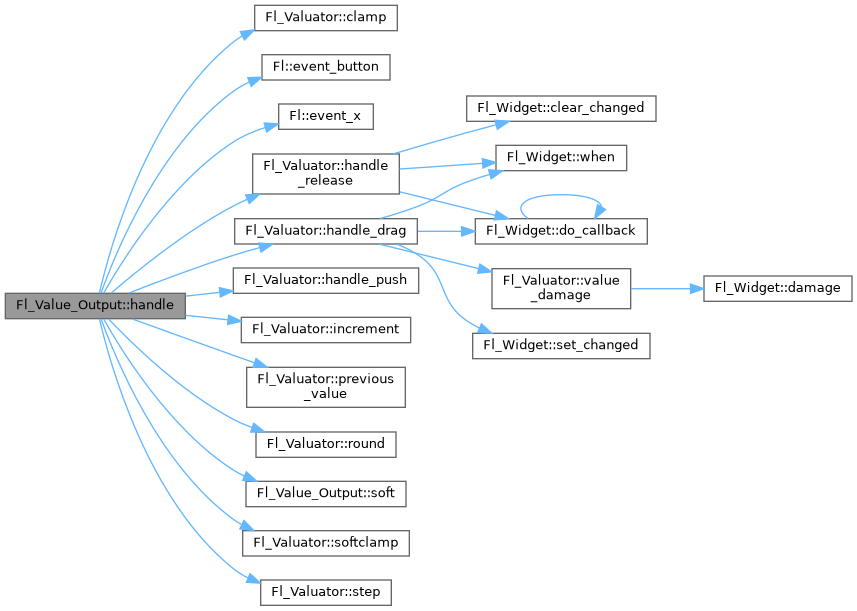 Fl_Value_Output::handle
Fl_Valuator::clamp
Fl::event_button
Fl::event_x
Fl_Valuator::handle
_release
Fl_Valuator::handle_drag
Fl_Valuator::handle_push
Fl_Valuator::increment
Fl_Valuator::previous
_value
Fl_Valuator::round
Fl_Value_Output::soft
Fl_Valuator::softclamp
Fl_Valuator::step
Fl_Widget::clear_changed
Fl_Widget::when
Fl_Widget::do_callback
Fl_Valuator::value
_damage
Fl_Widget::set_changed
Fl_Widget::damage